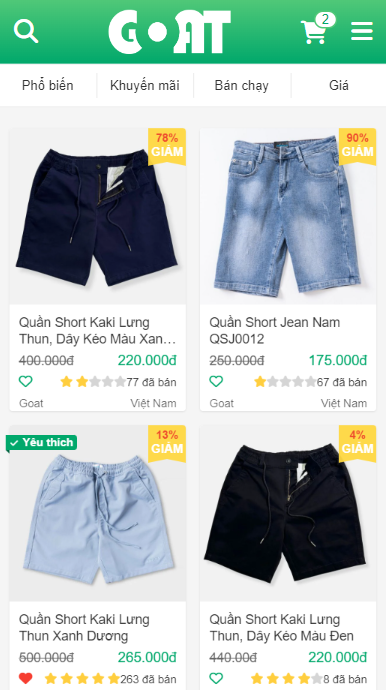 GOAT
2
Phổ biến
Khuyến mãi
Bán chạy
Giá
78%
GIẢM
Quần Short Kaki Lưng
Thun, Dây Kéo Màu Xan...
400.000đ 220.000đ
77 đã bán
Goat Việt Nam
90%
GIẢM
Quần Short Jean Nam
QSJ0012
250.000đ 175.000đ
67 đã bán
Goat Việt Nam
Yêu thích
13%
GIẢM
Quần Short Kaki Lưng
Thun Xanh Dương
500.000đ 265.000đ
263 đã bán
4%
GIẢM
Quần Short Kaki Lưng
Thun, Dây Kéo Màu Đen
440.00đ 220.000đ
8 đã bán